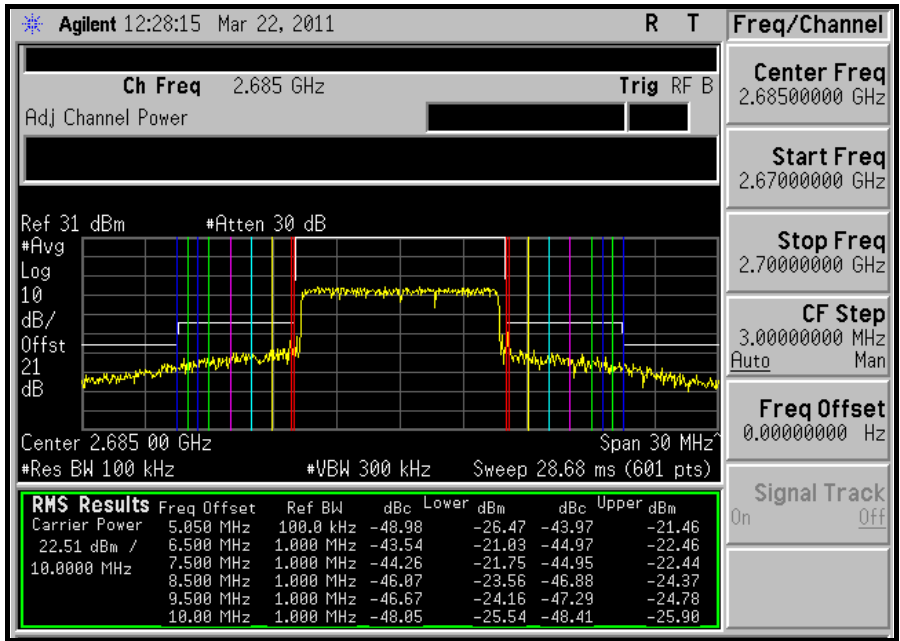 Agilent 12:28:15 Mar 22, 2011 R T
Freq/Channel
Ch Freq 2.685 GHz Trig RF B
Adj Channel Power
Center Freq
2.68500000 GHz
Start Freq
2.67000000 GHz
Stop Freq
2.70000000 GHz
CF Step
3.00000000 MHz
Auto Man
Freq Offset
0.00000000 Hz
Signal Track
On Off
Ref 31 dBm #Atten 30 dB
#Avg
Log
10
dB/
Offst
21
dB
Center 2.685 00 GHz Span 30 MHz^
#Res BW 100 kHz #VBW 300 kHz Sweep 28.68 ms (601 pts)
RMS Results Freq Offset Ref BW dBc Lower dBm dBc Upper dBm
Carrier Power 5.050 MHz 100.0 kHz -48.98 -26.47 -43.97 -21.46
22.51 dBm / 6.500 MHz 1.000 MHz -43.54 -21.03 -44.97 -22.46
10.0000 MHz 7.500 MHz 1.000 MHz -44.26 -21.75 -44.95 -22.44
8.500 MHz 1.000 MHz -46.07 -23.56 -46.88 -24.37
9.500 MHz 1.000 MHz -46.67 -24.16 -47.29 -24.78
10.00 MHz 1.000 MHz -48.05 -25.54 -48.41 -25.90